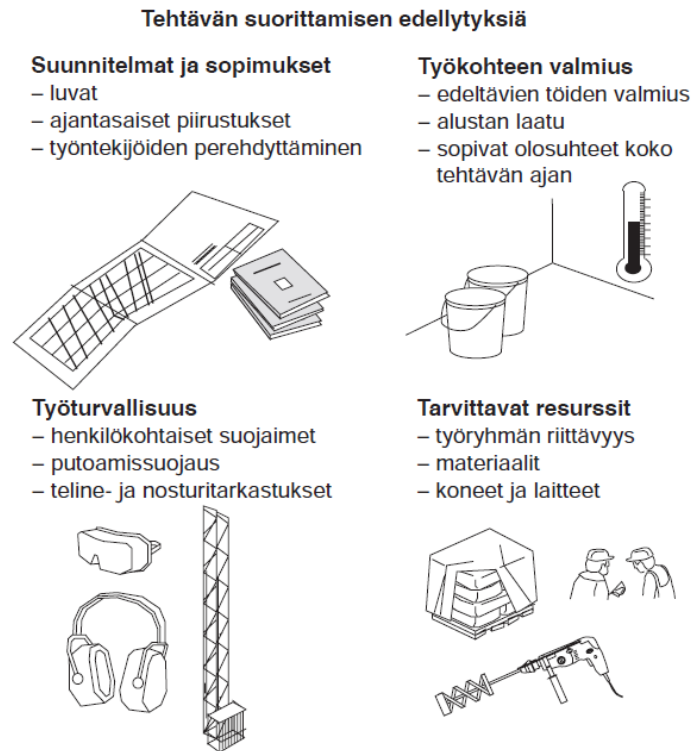 Tehtävän suorittamisen edellytyksiä
Suunnitelmat ja sopimukset
– luvat
– ajantasaiset piirustukset
– työntekijöiden perehdyttäminen
Työkohteen valmius
– edeltävien töiden valmius
– alustan laatu
– sopivat olosuhteet koko
tehtävän ajan
Työturvallisuus
– henkilökohtaiset suojaimet
– putoamissuojaus
– teline- ja nosturitarkastukset
Tarvittavat resurssit
– työryhmän riittävyys
– materiaalit
– koneet ja laitteet